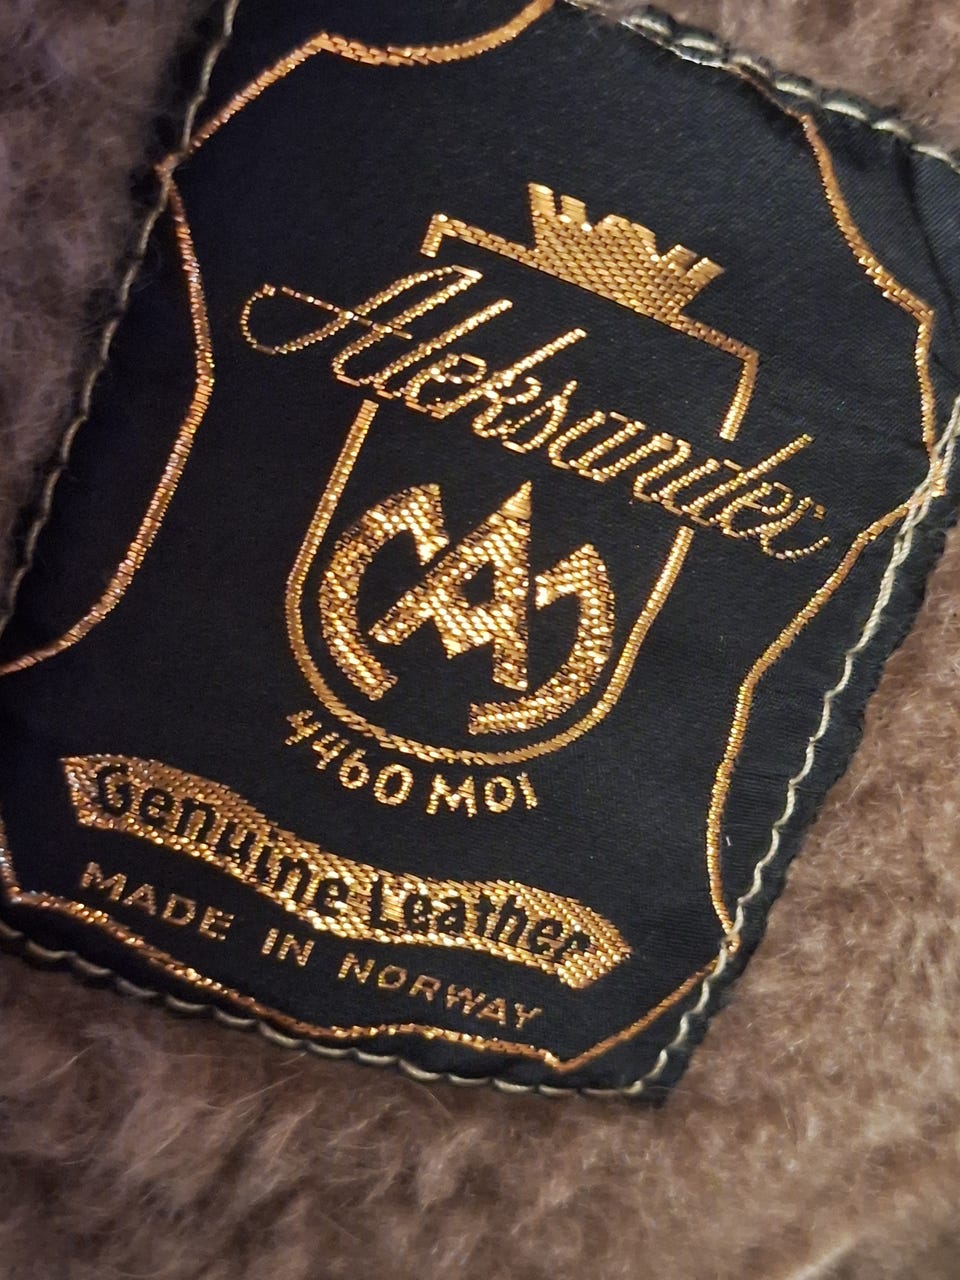 Aleksander
4460 MOI
Genuine Leather
MADE IN NORWAY